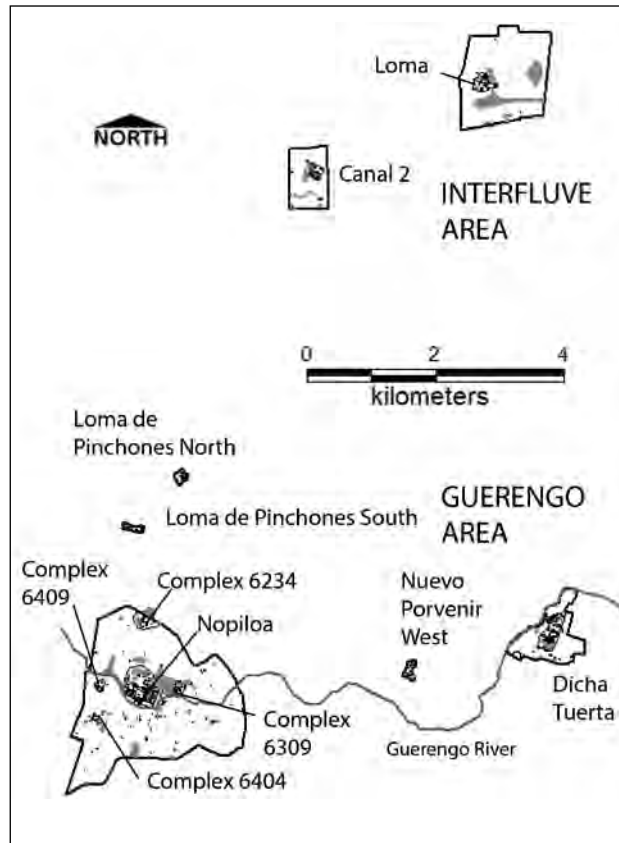 Loma
NORTH
Canal 2
INTERFLUVE
AREA
0 2 4
kilometers
Loma de
Pinchones North
GUERENGO
AREA
Loma de Pinchones South
Complex
6409
Complex 6234
Nopiloa
Nuevo
Porvenir
West
Dicha
Tuerta
Complex
6309
Guerengo River
Complex 6404